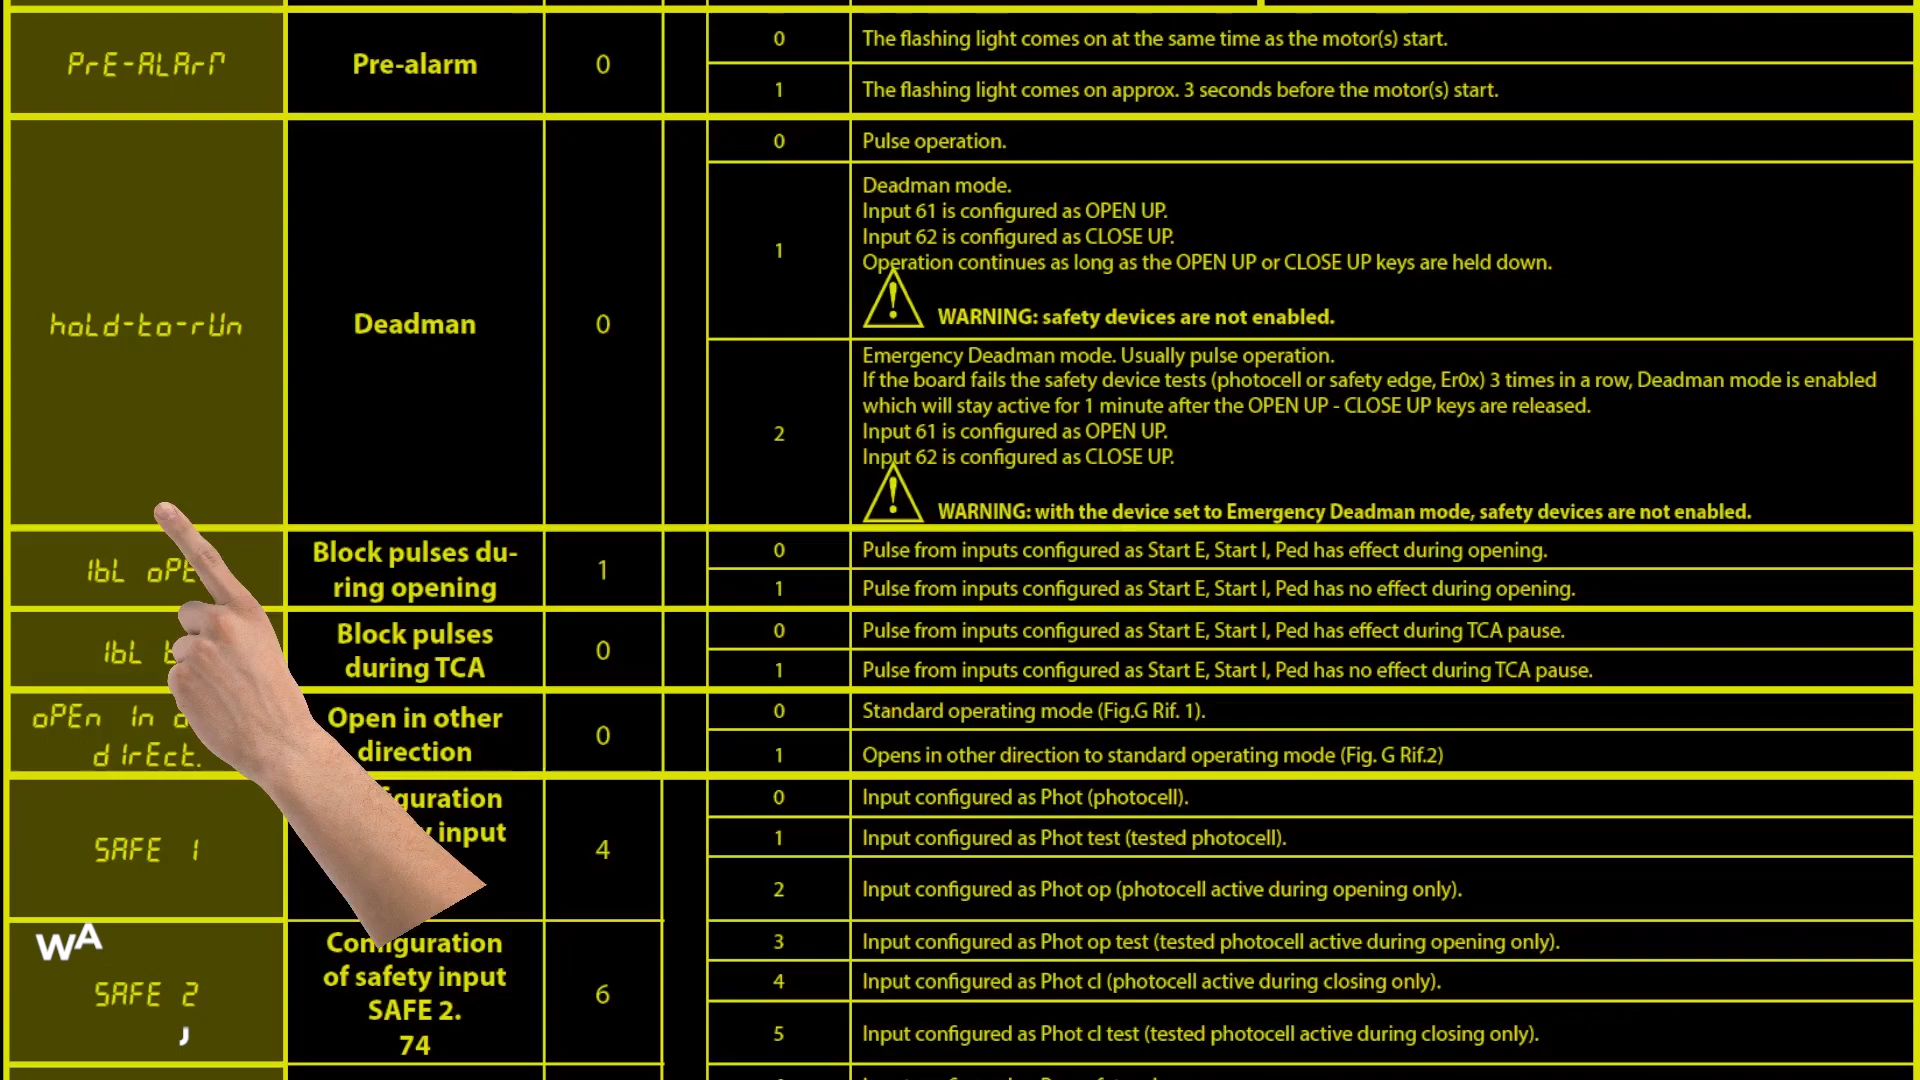 PrE-ALArM
Pre-alarm
0
0
The flashing light comes on at the same time as the motor(s) start.
1
The flashing light comes on approx. 3 seconds before the motor(s) start.
hoLd-to-rUn
Deadman
0
0
Pulse operation.
1
Deadman mode.
Input 61 is configured as OPEN UP.
Input 62 is configured as CLOSE UP.
Operation continues as long as the OPEN UP or CLOSE UP keys are held down.
WARNING: safety devices are not enabled.
2
Emergency Deadman mode. Usually pulse operation.
If the board fails the safety device tests (photocell or safety edge, Er0x) 3 times in a row, Deadman mode is enabled
which will stay active for 1 minute after the OPEN UP - CLOSE UP keys are released.
Input 61 is configured as OPEN UP.
Input 62 is configured as CLOSE UP.
WARNING: with the device set to Emergency Deadman mode, safety devices are not enabled.
IbL oPE
Block pulses du-
ring opening
1
0
Pulse from inputs configured as Start E, Start I, Ped has effect during opening.
1
Pulse from inputs configured as Start E, Start I, Ped has no effect during opening.
IbL
Block pulses
during TCA
0
0
Pulse from inputs configured as Start E, Start I, Ped has effect during TCA pause.
1
Pulse from inputs configured as Start E, Start I, Ped has no effect during TCA pause.
oPEn In
dIrEct.
Open in other
direction
0
0
Standard operating mode (Fig.G Rif. 1).
1
Opens in other direction to standard operating mode (Fig. G Rif.2)
SAFE 1
guration
input
4
0
Input configured as Phot (photocell).
1
Input configured as Phot test (tested photocell).
2
Input configured as Phot op (photocell active during opening only).
WA
SAFE 2
Configuration
of safety input
SAFE 2.
74
6
3
Input configured as Phot op test (tested photocell active during opening only).
4
Input configured as Phot cl (photocell active during closing only).
5
Input configured as Phot cl test (tested photocell active during closing only).